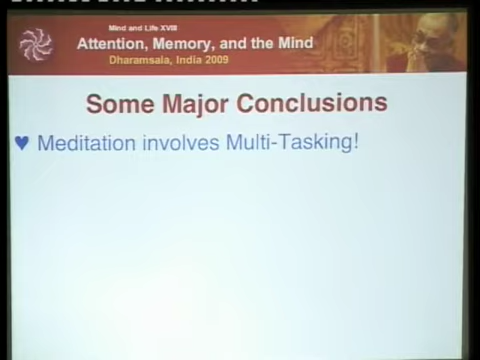 Mind and Life XVIII
Attention, Memory, and the Mind
Dharamsala, India 2009
Some Major Conclusions
♥ Meditation involves Multi-Tasking!